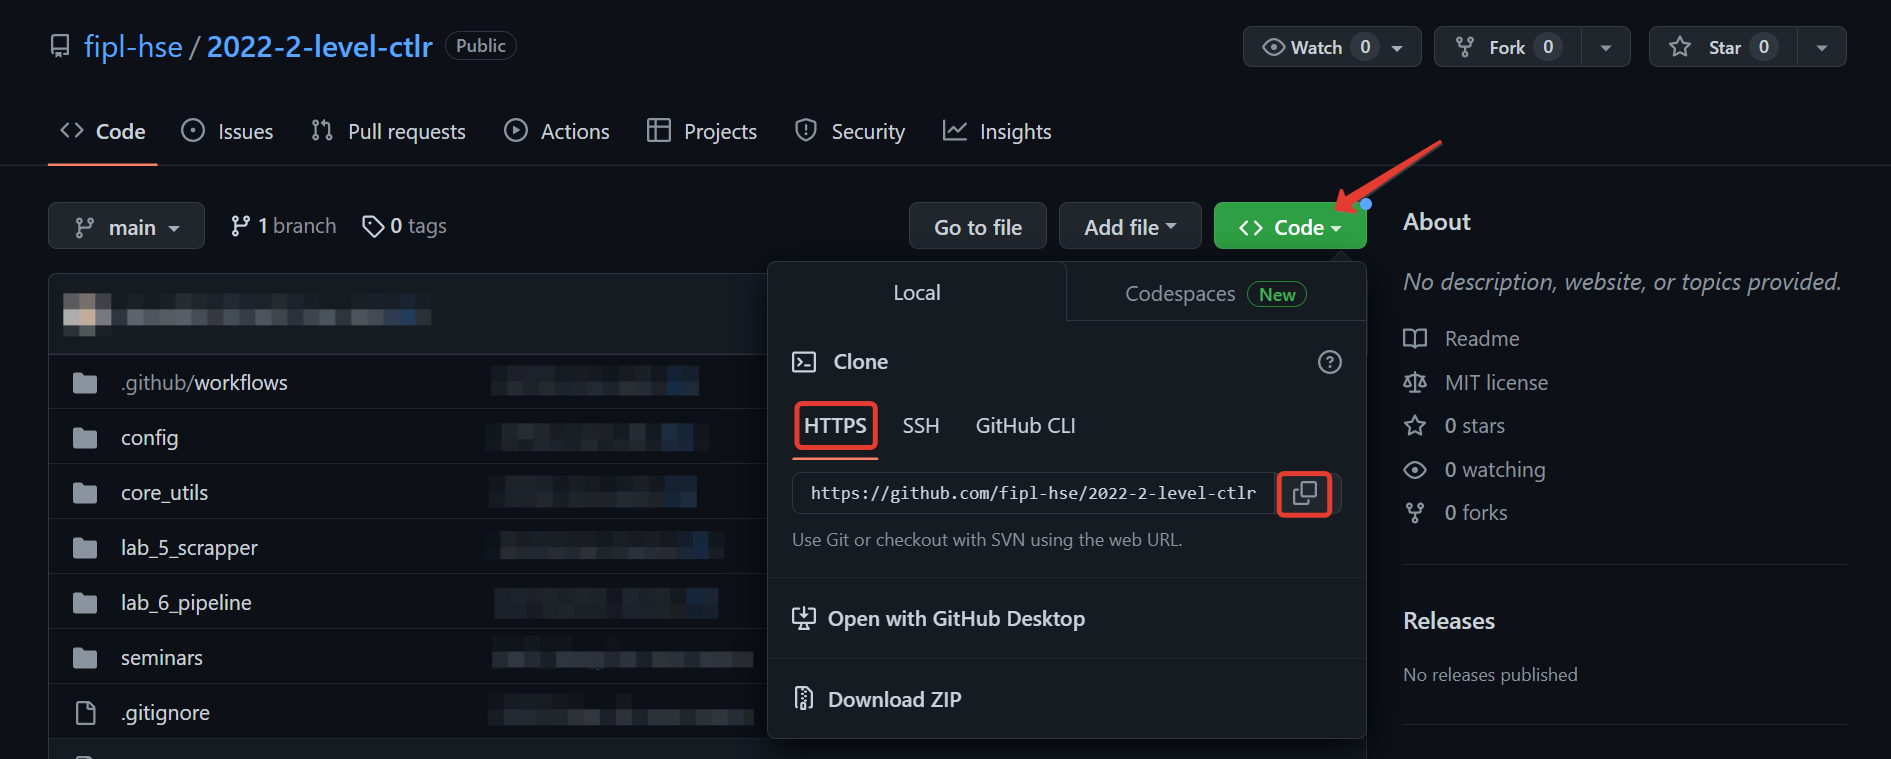 fipl-hse / 2022-2-level-ctlr Public
Watch 0 Fork 0 Star 0
Code Issues Pull requests Actions Projects Security Insights
main 1 branch 0 tags Go to file Add file Code
About
No description, website, or topics provided.
Readme
MIT license
0 stars
0 watching
0 forks
Releases
No releases published
Local Codespaces New
Clone
HTTPS SSH GitHub CLI
https://github.com/fipl-hse/2022-2-level-ctlr
Use Git or checkout with SVN using the web URL.
Open with GitHub Desktop
Download ZIP
.github/workflows
config
core_utils
lab_5_scrapper
lab_6_pipeline
seminars
.gitignore